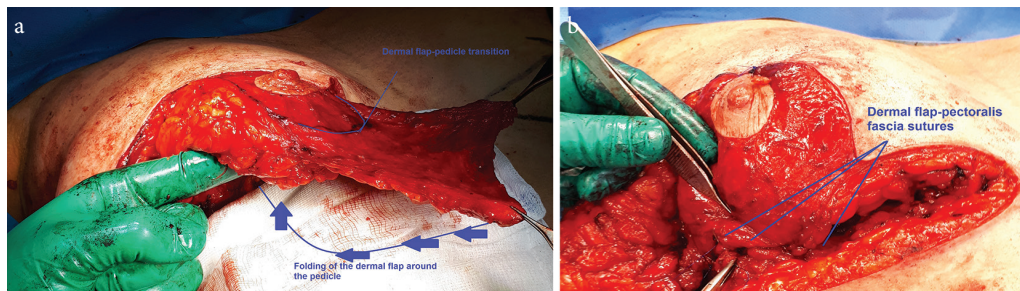 a
Dermal flap-pedicle transition
Folding of the dermal flap around
the pedicle
b
Dermal flap-pectoralis
fascia sutures